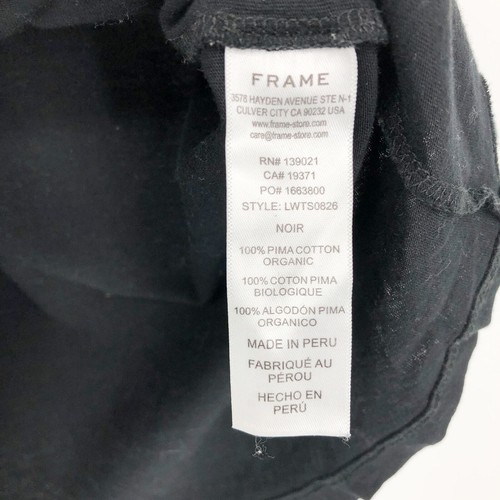 FRAME
3578 HAYDEN AVENUE STE N-1
CULVER CITY CA 90232 USA
www.frame-store.com
care@frame-store.com
RN# 139021
CA# 19371
PO# 1663800
STYLE: LWTS0826
NOIR
100% PIMA COTTON
ORGANIC
100% COTON PIMA
BIOLOGIQUE
100% ALGODÓN PIMA
ORGANICO
MADE IN PERU
FABRIQUÉ AU
PÉROU
HECHO EN
PERÚ